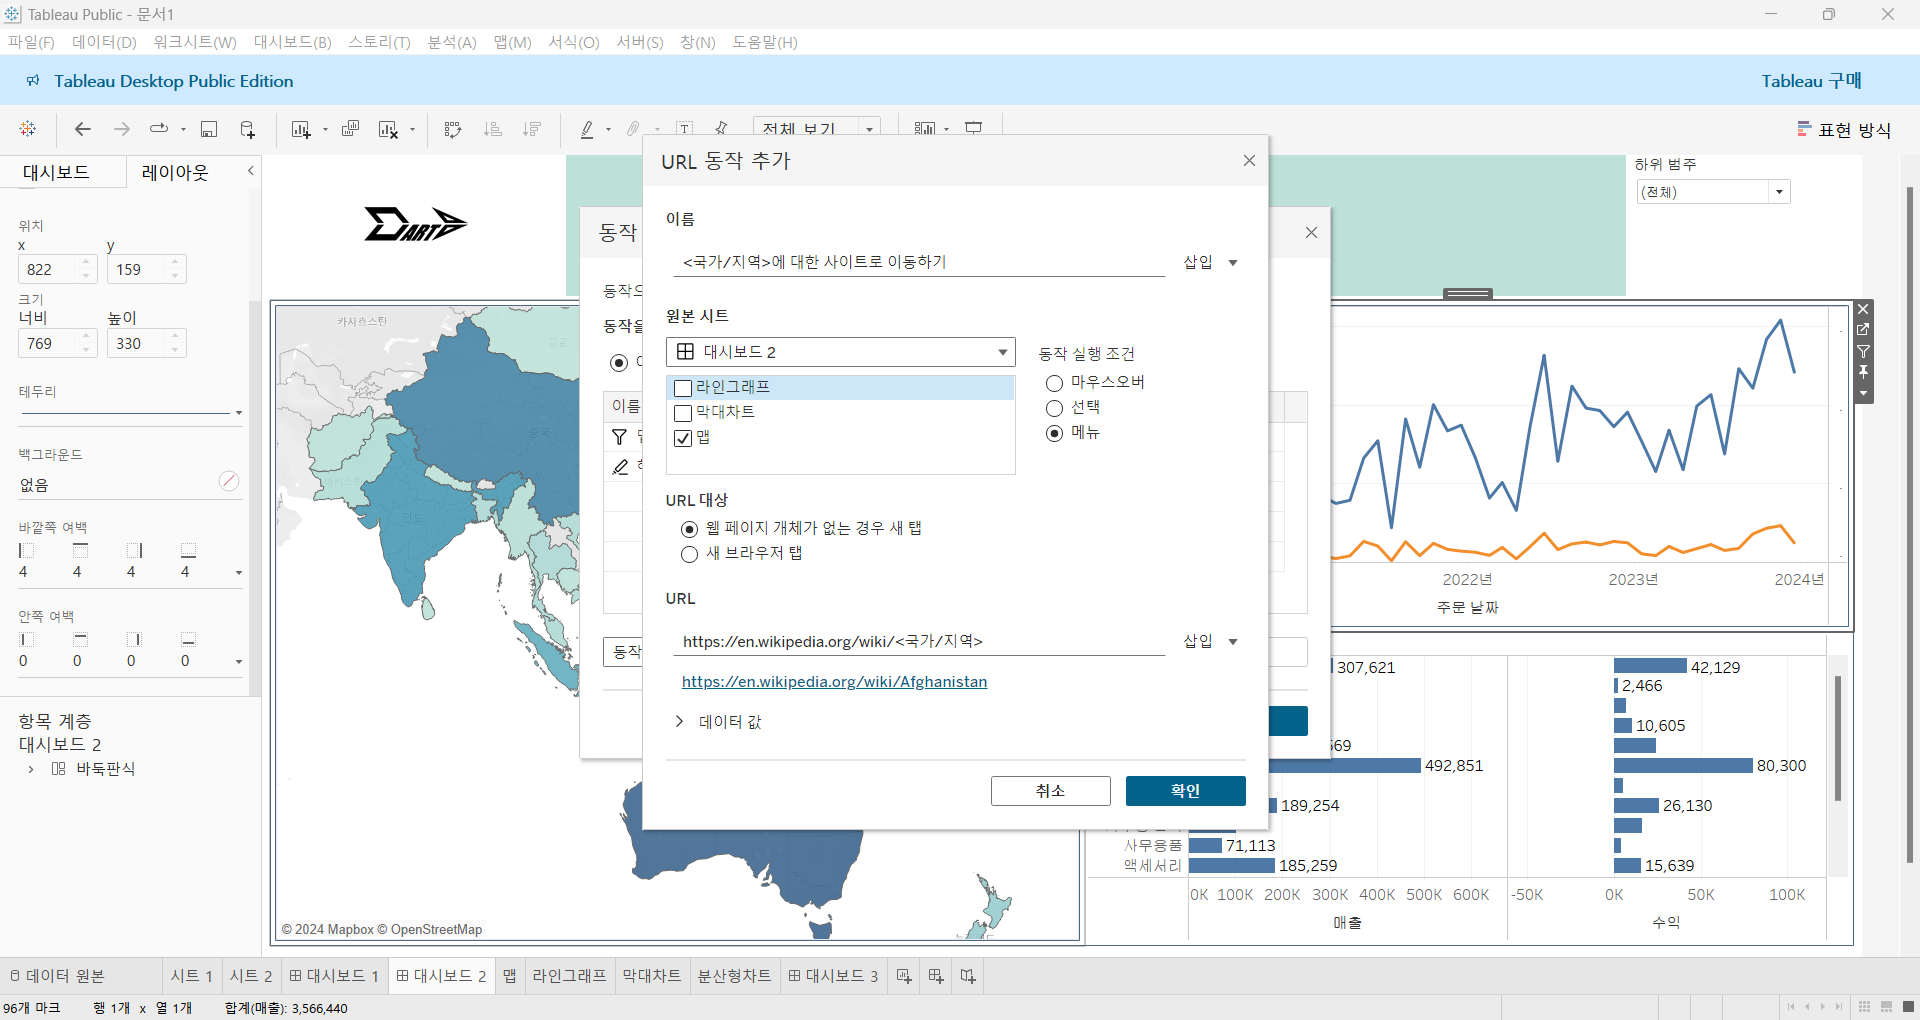 Tableau Public - 문서1
파일(F) 데이터(D) 워크시트(W) 대시보드(B) 스토리(T) 분석(A) 맵(M) 서식(O) 서버(S) 창(N) 도움말(H)
Tableau Desktop Public Edition
Tableau 구매
전체 보기
표현 방식
대시보드
레이아웃
위치
x y
822 159
크기
너비 높이
769 330
테두리
백그라운드
없음
바깥쪽 여백
4 4 4 4
안쪽 여백
0 0 0 0
항목 계층
대시보드 2
바둑판식
DART
카자흐스탄
몽골
중국
인도
© 2024 Mapbox © OpenStreetMap
동작
동작으
동작을
이름
동작
URL 동작 추가
이름
<국가/지역>에 대한 사이트로 이동하기
삽입
원본 시트
대시보드 2
라인그래프
막대차트
맵
동작 실행 조건
마우스오버
선택
메뉴
URL 대상
웹 페이지 개체가 없는 경우 새 탭
새 브라우저 탭
URL
https://en.wikipedia.org/wiki/<국가/지역>
삽입
https://en.wikipedia.org/wiki/Afghanistan
데이터 값
취소
확인
하위 범주
(전체)
2022년 2023년 2024년
주문 날짜
307,621 42,129
2,466
10,605
569
492,851 80,300
189,254 26,130
사무용품 71,113
액세서리 185,259 15,639
0K 100K 200K 300K 400K 500K 600K -50K 0K 50K 100K
매출 수익
데이터 원본 시트 1 시트 2 대시보드 1 대시보드 2 맵 라인그래프 막대차트 분산형차트 대시보드 3
96개 마크 행 1개 x 열 1개 합계(매출): 3,566,440